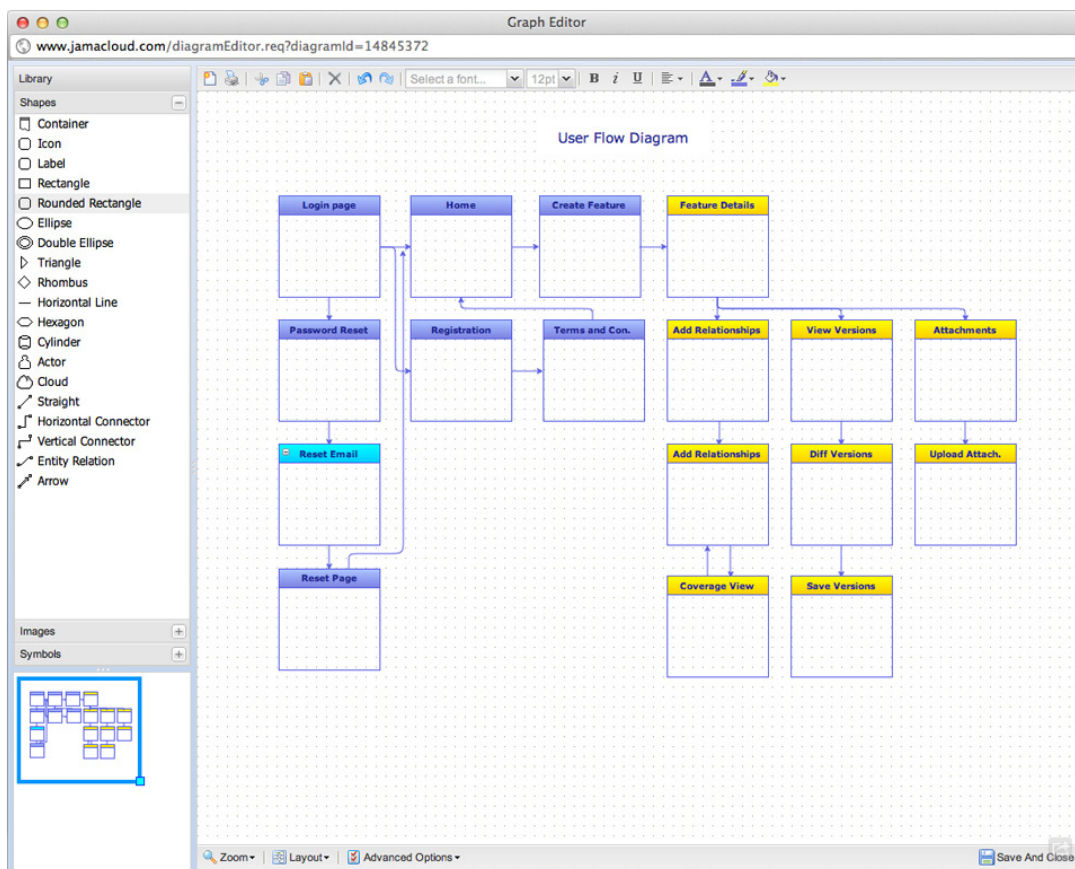 Graph Editor
www.jamacloud.com/diagramEditor.req?diagramId=14845372
Library
Select a font...
12pt
B i U
A
Shapes
Container
Icon
Label
Rectangle
Rounded Rectangle
Ellipse
Double Ellipse
Triangle
Rhombus
Horizontal Line
Hexagon
Cylinder
Actor
Cloud
Straight
Horizontal Connector
Vertical Connector
Entity Relation
Arrow
Images
Symbols
User Flow Diagram
Login page
Home
Create Feature
Feature Details
Password Reset
Registration
Terms and Con.
Add Relationships
View Versions
Attachments
Reset Email
Add Relationships
Diff Versions
Upload Attach.
Reset Page
Coverage View
Save Versions
Zoom
Layout
Advanced Options
Save And Close